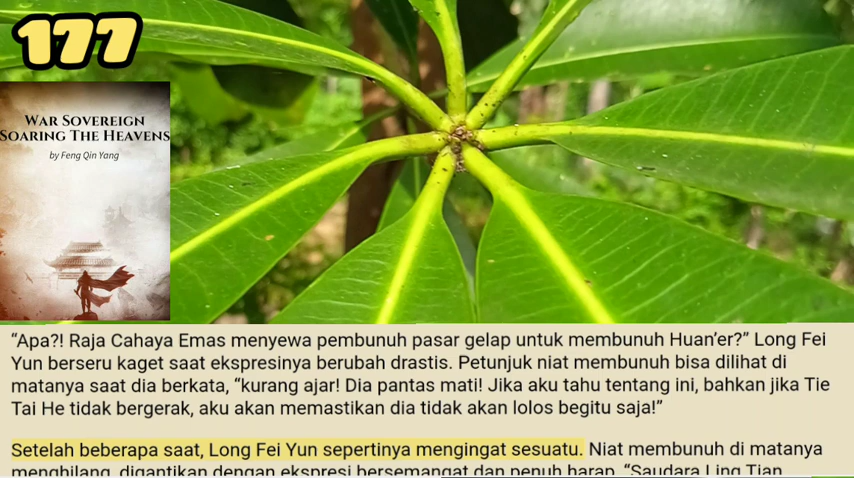 177
WAR SOVEREIGN
SOARING THE HEAVENS
by Feng Qin Yang
“Apa?! Raja Cahaya Emas menyewa pembunuh pasar gelap untuk membunuh Huan’er?” Long Fei
Yun berseru kaget saat ekspresinya berubah drastis. Petunjuk niat membunuh bisa dilihat di
matanya saat dia berkata, “kurang ajar! Dia pantas mati! Jika aku tahu tentang ini, bahkan jika Tie
Tai He tidak bergerak, aku akan memastikan dia tidak akan lolos begitu saja!”
Setelah beberapa saat, Long Fei Yun sepertinya mengingat sesuatu. Niat membunuh di matanya
menghilang, digantikan dengan ekspresi bersemangat dan penuh harap. “Saudara Ling Tian,